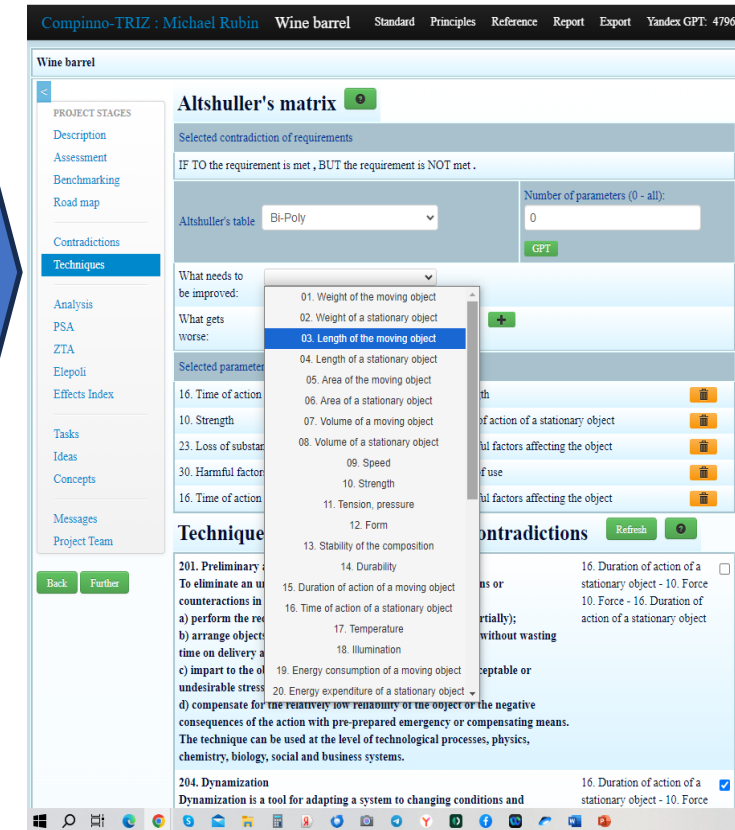 Compinno-TRIZ : Michael Rubin Wine barrel Standard Principles Reference Report Export Yandex GPT: 4796
Wine barrel
<
PROJECT STAGES
Description
Assessment
Benchmarking
Road map
Contradictions
Techniques
Analysis
PSA
ZTA
Elepoli
Effects Index
Tasks
Ideas
Concepts
Messages
Project Team
Back Further
Altshuller's matrix
Selected contradiction of requirements
IF TO the requirement is met , BUT the requirement is NOT met .
Altshuller's table Bi-Poly
Number of parameters (0 - all):
0
GPT
What needs to
be improved:
What gets
worse:
+
01. Weight of the moving object
02. Weight of a stationary object
03. Length of the moving object
04. Length of a stationary object
05. Area of the moving object
06. Area of a stationary object
07. Volume of a moving object
08. Volume of a stationary object
09. Speed
10. Strength
11. Tension, pressure
12. Form
13. Stability of the composition
14. Durability
15. Duration of action of a moving object
16. Time of action of a stationary object
17. Temperature
18. Illumination
19. Energy consumption of a moving object
20. Energy expenditure of a stationary object
Selected
16. Time of action
10. Strength of action of a stationary object
23. Loss of factors affecting the object
30. Harmful of use
16. Time of action factors affecting the object
Refresh
201. Preliminary
To eliminate an or
counteractions in
a) perform the
b) arrange without wasting
time on delivery
c) impart to the or
undesirable
d) compensate for the relatively low reliability of the object or the negative
consequences of the action with pre-prepared emergency or compensating means.
The technique can be used at the level of technological processes, physics,
chemistry, biology, social and business systems.
16. Duration of action of a
stationary object - 10. Force
10. Force - 16. Duration of
action of a stationary object
204. Dynamization
Dynamization is a tool for adapting a system to changing conditions and
16. Duration of action of a
stationary object - 10. Force